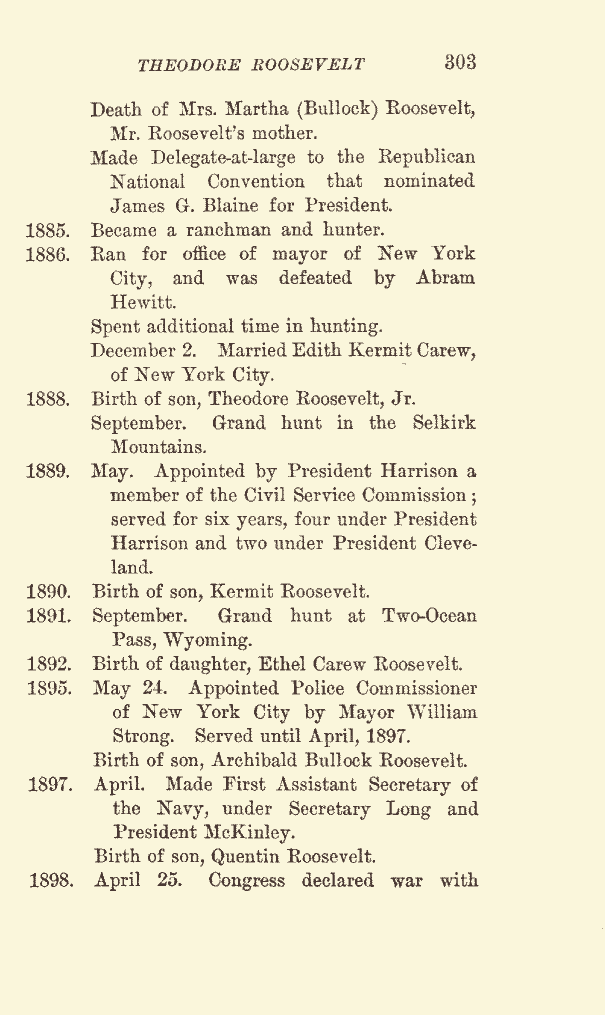 THEODORE ROOSEVELT 303
Death of Mrs. Martha (Bullock) Roosevelt,
Mr. Roosevelt's mother.
Made Delegate-at-large to the Republican
National Convention that nominated
James G. Blaine for President.
1885. Became a ranchman and hunter.
1886. Ran for office of mayor of New York
City, and was defeated by Abram
Hewitt.
Spent additional time in hunting.
December 2. Married Edith Kermit Carew,
of New York City.
1888. Birth of son, Theodore Roosevelt, Jr.
September. Grand hunt in the Selkirk
Mountains.
1889. May. Appointed by President Harrison a
member of the Civil Service Commission;
served for six years, four under President
Harrison and two under President Cleve-
land.
1890. Birth of son, Kermit Roosevelt.
1891. September. Grand hunt at Two-Ocean
Pass, Wyoming.
1892. Birth of daughter, Ethel Carew Roosevelt.
1895. May 24. Appointed Police Commissioner
of New York City by Mayor William
Strong. Served until April, 1897.
Birth of son, Archibald Bullock Roosevelt.
1897. April. Made First Assistant Secretary of
the Navy, under Secretary Long and
President McKinley.
Birth of son, Quentin Roosevelt.
1898. April 25. Congress declared war with